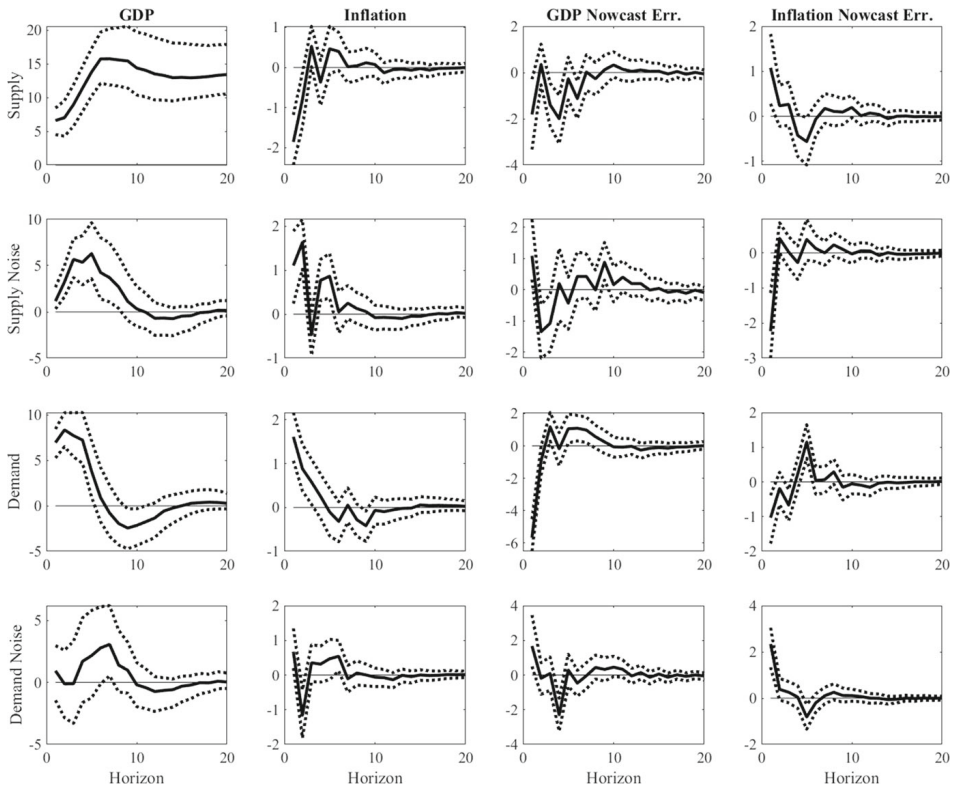 GDP Inflation GDP Nowcast Err. Inflation Nowcast Err.
Supply
20 15 10 5 0
0 10 20
1 0 -1 -2
0 10 20
2 0 -2 -4
0 10 20
2 1 0 -1
0 10 20
Supply Noise
10 5 0 -5
0 10 20
2 1 0 -1
0 10 20
2 1 0 -1 -2
0 10 20
1 0 -1 -2 -3
0 10 20
Demand
10 5 0 -5
0 10 20
2 1 0 -1
0 10 20
2 0 -2 -4 -6
0 10 20
2 1 0 -1 -2
0 10 20
Demand Noise
5 0 -5
0 10 20
2 1 0 -1 -2
0 10 20
4 2 0 -2 -4
0 10 20
4 2 0 -2
0 10 20
Horizon Horizon Horizon Horizon